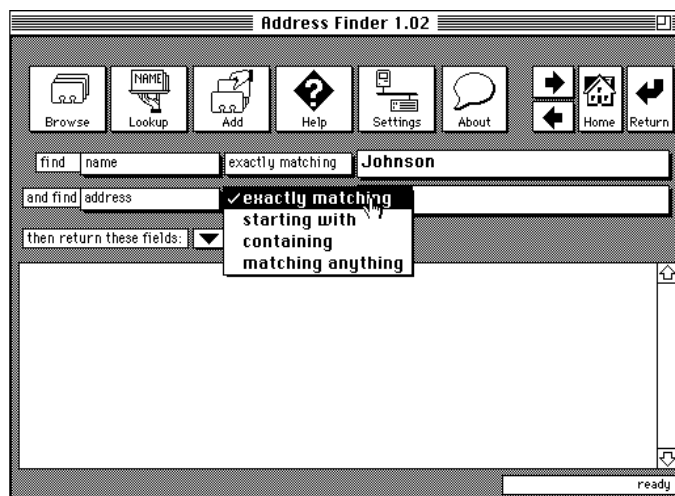 Address Finder 1.02
NAME
Browse Lookup Add Help Settings About Home Return
find name exactly matching Johnson
and find address ✓exactly matching
starting with
containing
matching anything
then return these fields:
ready